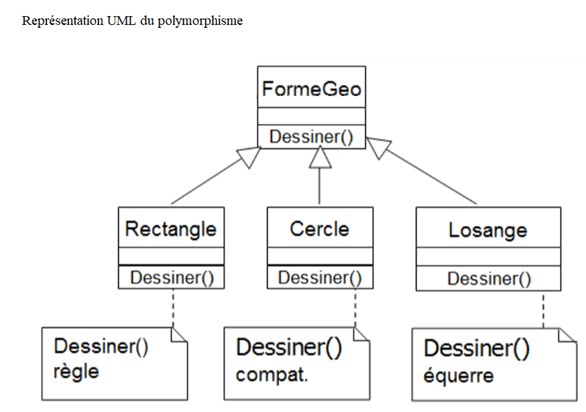 Représentation UML du polymorphisme
FormeGeo
Dessiner()
Rectangle
Dessiner()
Cercle
Dessiner()
Losange
Dessiner()
Dessiner()
règle
Dessiner()
compat.
Dessiner()
équerre